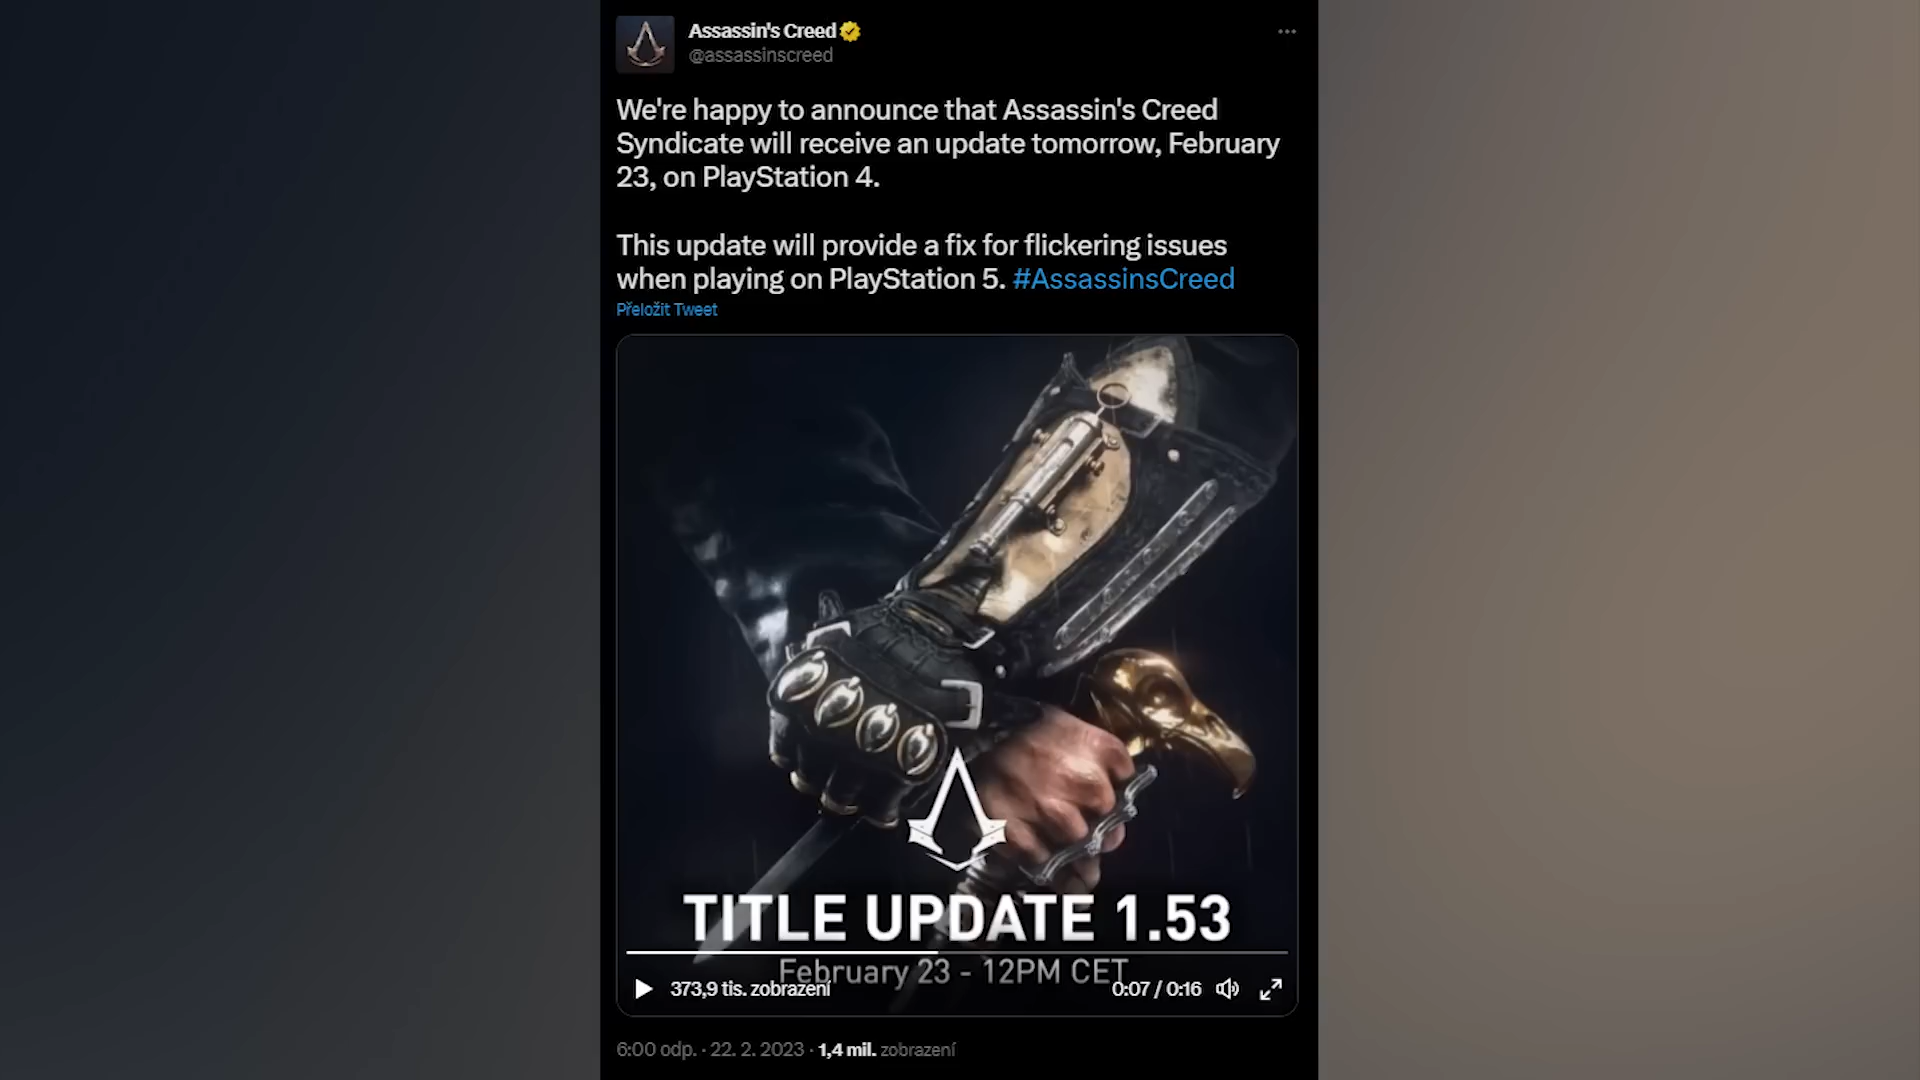 Assassin's Creed
@assassinscreed
We're happy to announce that Assassin's Creed
Syndicate will receive an update tomorrow, February
23, on PlayStation 4.
This update will provide a fix for flickering issues
when playing on PlayStation 5. #AssassinsCreed
Přeložit Tweet
TITLE UPDATE 1.53
February 23 - 12PM CET
373,9 tis. zobrazení
0:07 / 0:16
6:00 odp. · 22. 2. 2023 · 1,4 mil. zobrazení